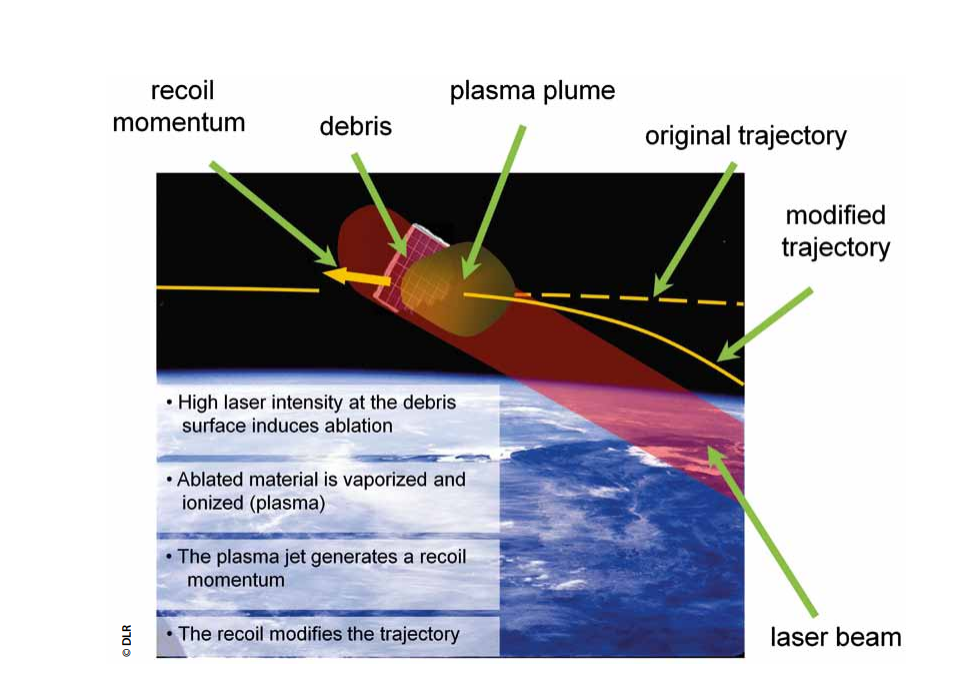 recoil
momentum
debris
plasma plume
original trajectory
modified
trajectory
• High laser intensity at the debris
surface induces ablation
• Ablated material is vaporized and
ionized (plasma)
• The plasma jet generates a recoil
momentum
• The recoil modifies the trajectory
laser beam
© DLR